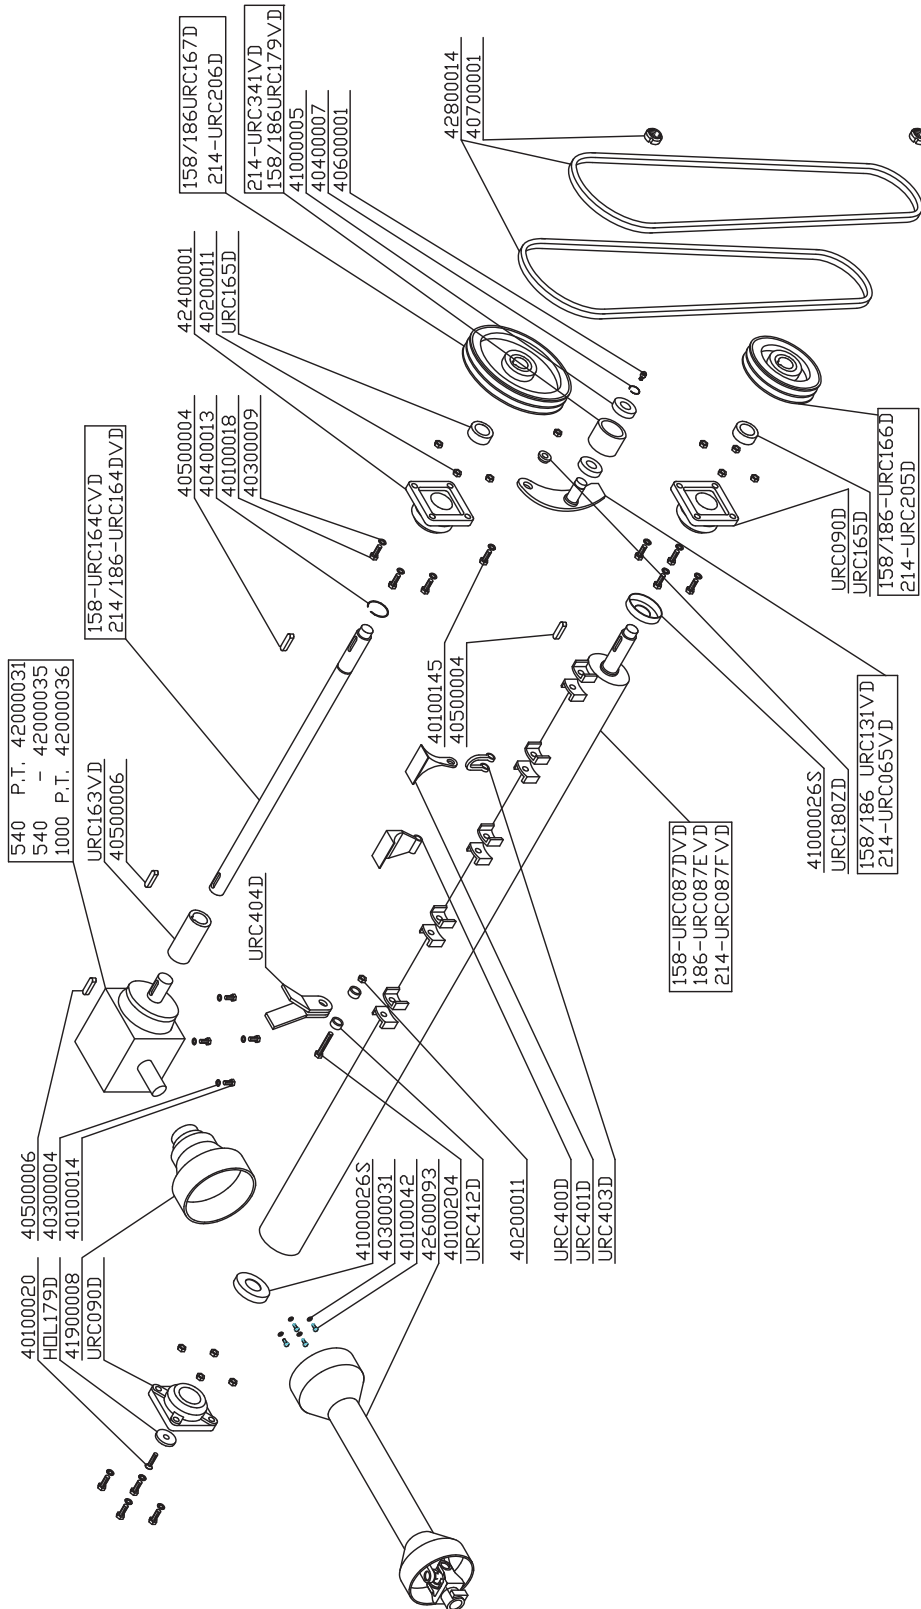 540 P.T. 42000031
540 - 42000035
1000 P.T. 42000036
URC163VD
40500006
158-URC164CVD
214/186-URC164DVD
40500004
40400013
40100018
40300009
42400001
40200011
URC165D
158/186URC167D
214-URC206D
214-URC341VD
158/186URC179VD
41000005
40400007
40600001
42800014
40700001
40500006
40300004
40100014
URC404D
40100145
40500004
40100020
HOL179D
41900008
URC090D
41000026S
40300031
40100042
42600093
40100204
URC412D
40200011
URC400D
URC401D
URC403D
158-URC087DVD
186-URC087EVD
214-URC087FVD
41000026S
URC180ZD
158/186 URC131VD
214-URC065VD
URC090D
URC165D
158/186-URC166D
214-URC205D